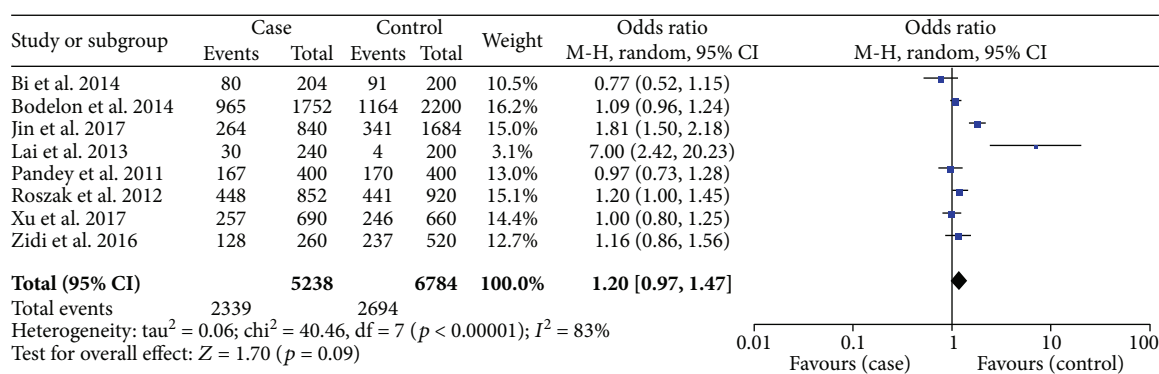 Study or subgroup Case Control Weight Odds ratio Odds ratio
Events Total Events Total M-H, random, 95% CI M-H, random, 95% CI
Bi et al. 2014 80 204 91 200 10.5% 0.77 (0.52, 1.15)
Bodelon et al. 2014 965 1752 1164 2200 16.2% 1.09 (0.96, 1.24)
Jin et al. 2017 264 840 341 1684 15.0% 1.81 (1.50, 2.18)
Lai et al. 2013 30 240 4 200 3.1% 7.00 (2.42, 20.23)
Pandey et al. 2011 167 400 170 400 13.0% 0.97 (0.73, 1.28)
Roszak et al. 2012 448 852 441 920 15.1% 1.20 (1.00, 1.45)
Xu et al. 2017 257 690 246 660 14.4% 1.00 (0.80, 1.25)
Zidi et al. 2016 128 260 237 520 12.7% 1.16 (0.86, 1.56)
Total (95% CI) 5238 6784 100.0% 1.20 [0.97, 1.47]
Total events 2339 2694
Heterogeneity: tau² = 0.06; chi² = 40.46, df = 7 (p < 0.00001); I² = 83%
Test for overall effect: Z = 1.70 (p = 0.09)
0.01 0.1 1 10 100
Favours (case) Favours (control)